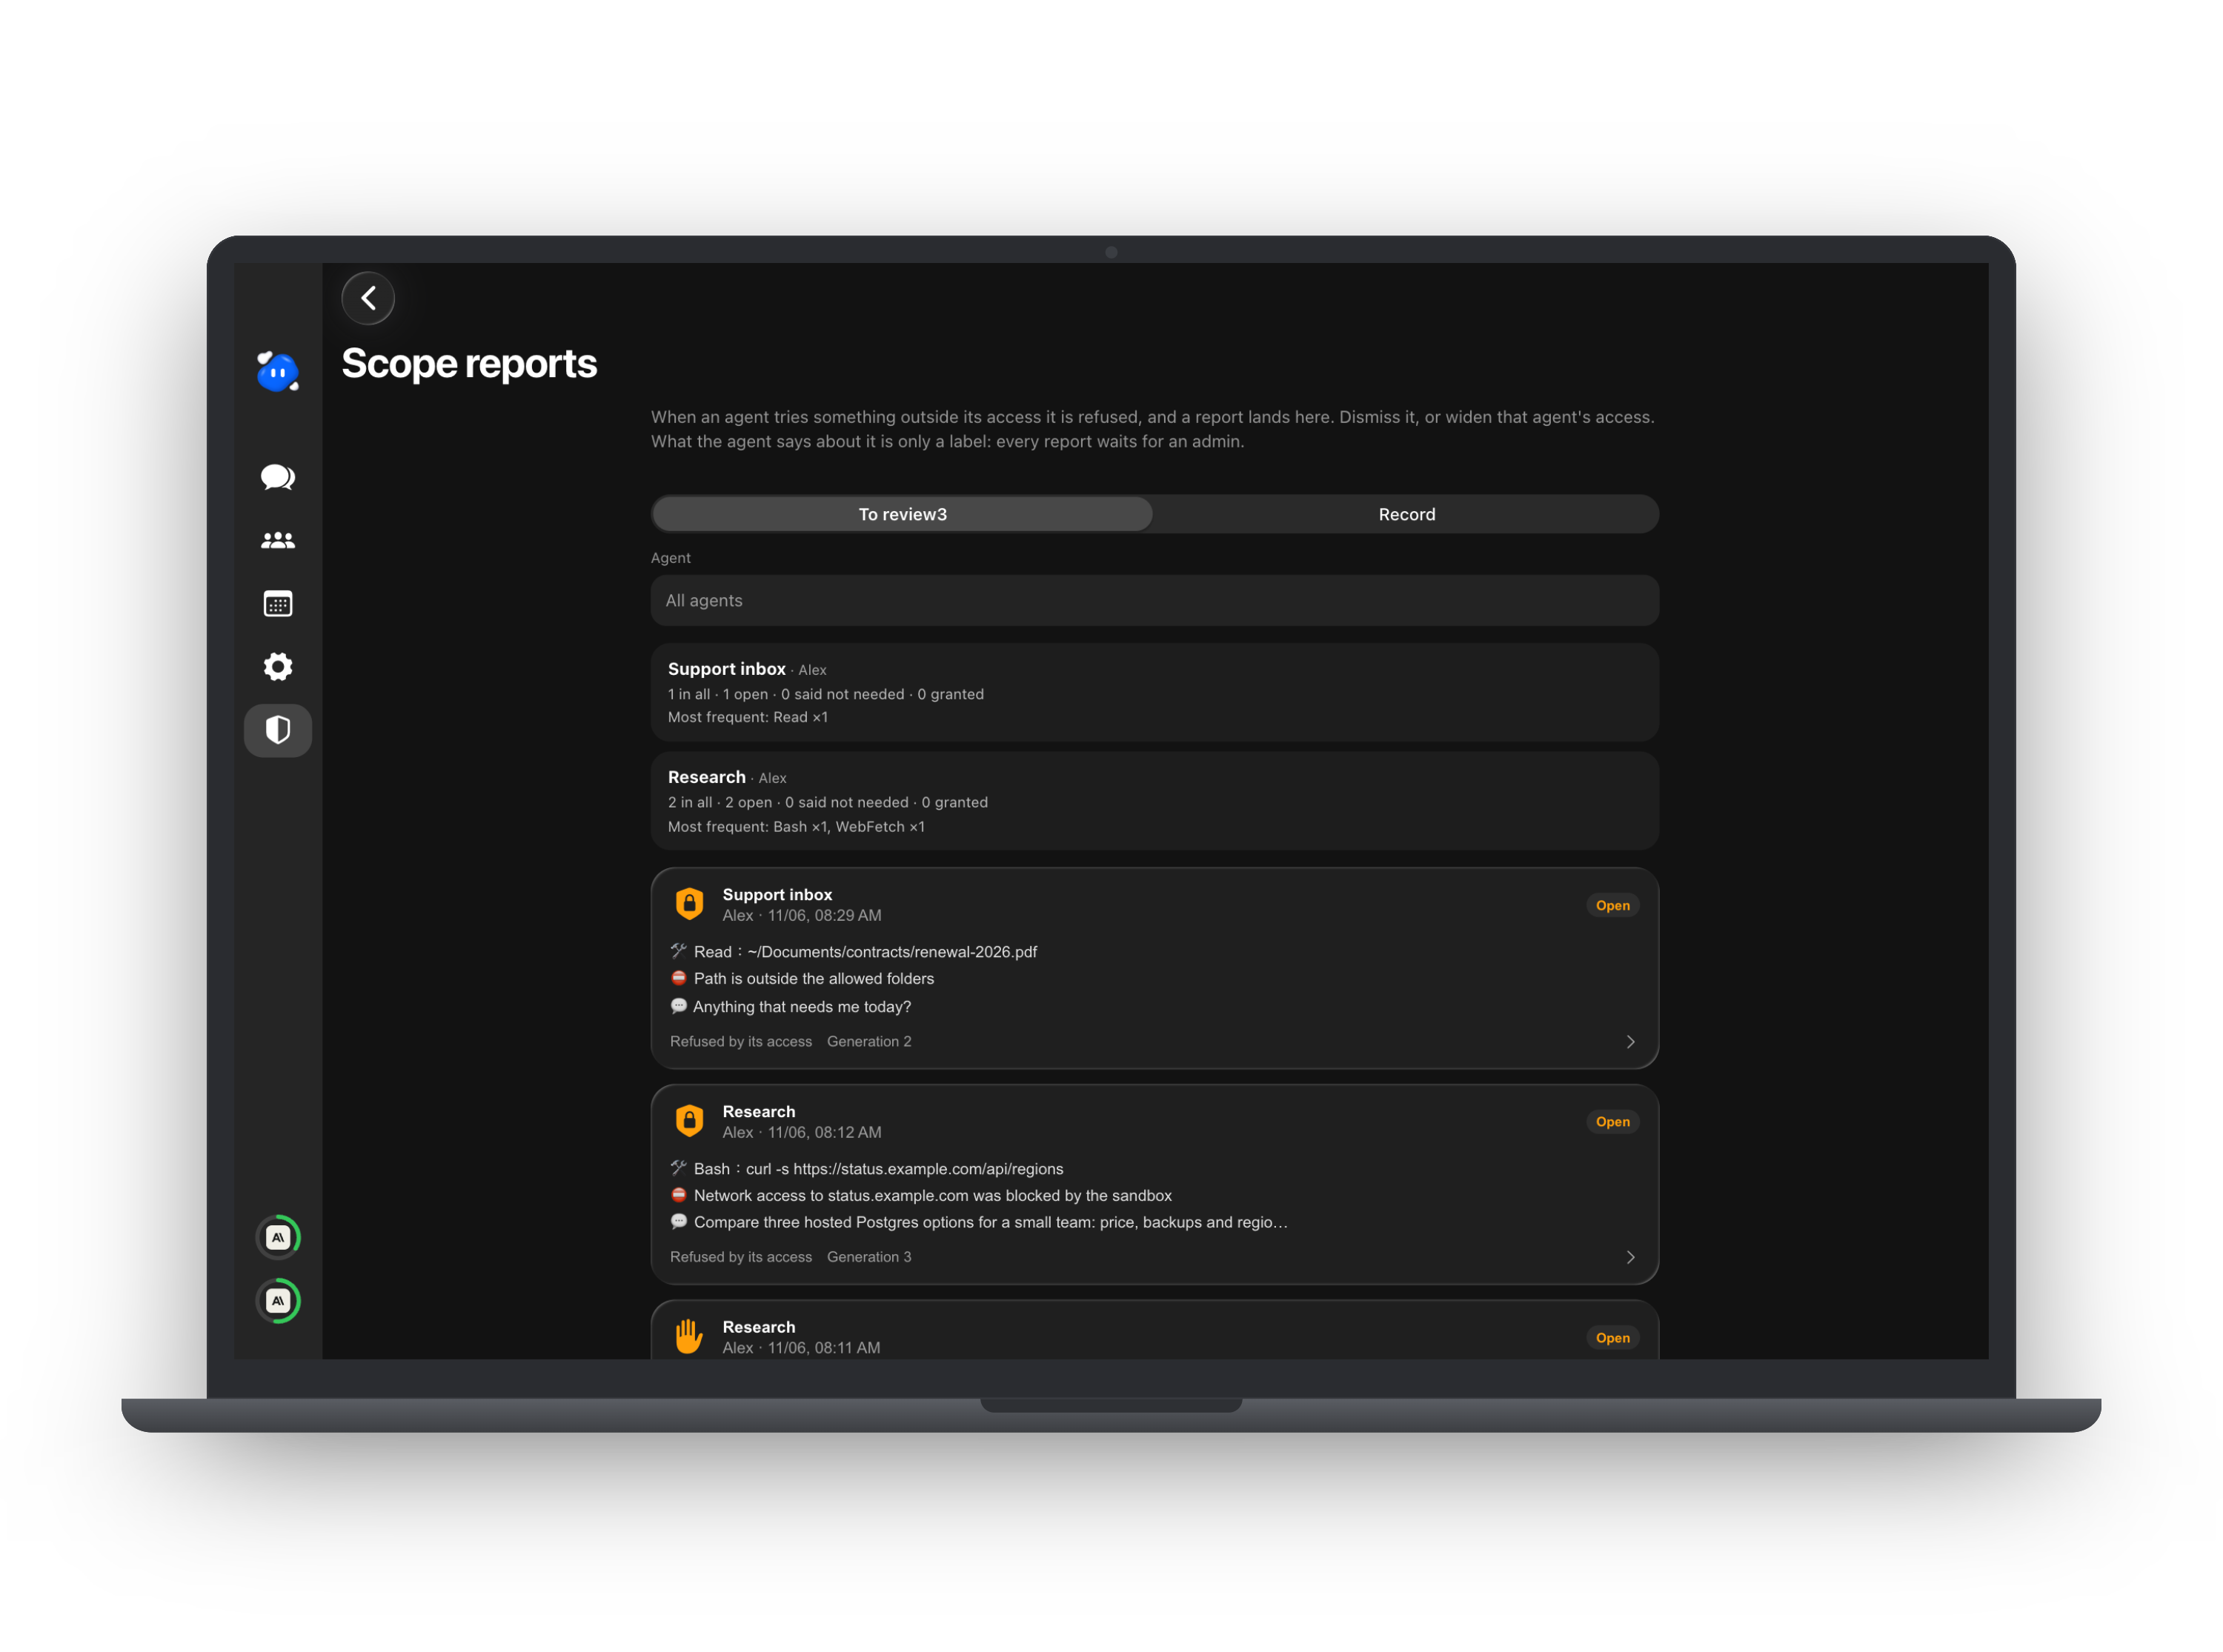 Scope reports
When an agent tries something outside its access it is refused, and a report lands here. Dismiss it, or widen that agent's access.
What the agent says about it is only a label: every report waits for an admin.
To review3
Record
Agent
All agents
Support inbox · Alex
1 in all · 1 open · 0 said not needed · 0 granted
Most frequent: Read ×1
Research · Alex
2 in all · 2 open · 0 said not needed · 0 granted
Most frequent: Bash ×1, WebFetch ×1
Support inbox
Alex · 11/06, 08:29 AM
Open
Read : ~/Documents/contracts/renewal-2026.pdf
Path is outside the allowed folders
Anything that needs me today?
Refused by its access Generation 2
Research
Alex · 11/06, 08:12 AM
Open
Bash : curl -s https://status.example.com/api/regions
Network access to status.example.com was blocked by the sandbox
Compare three hosted Postgres options for a small team: price, backups and regio…
Refused by its access Generation 3
Research
Alex · 11/06, 08:11 AM
Open
A\
A\